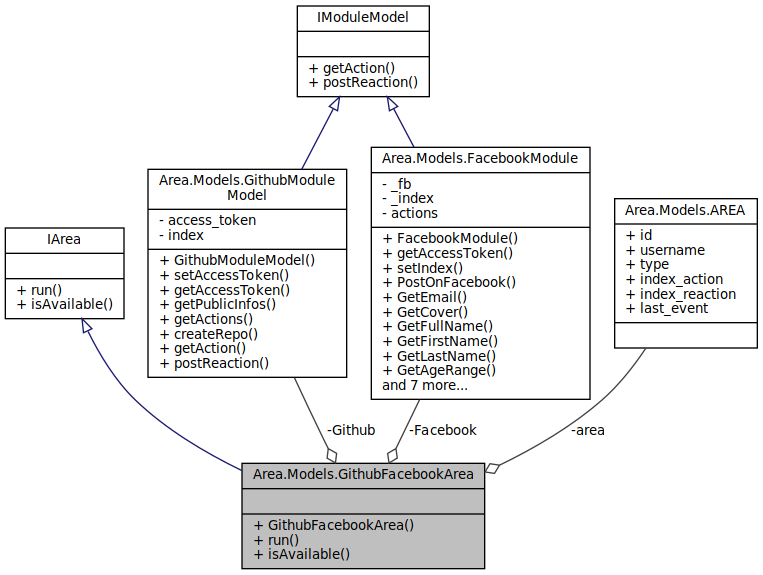 IModuleModel
+ getAction()
+ postReaction()
Area.Models.GithubModule
Model
- access_token
- index
+ GithubModuleModel()
+ setAccessToken()
+ getAccessToken()
+ getPublicInfos()
+ getActions()
+ createRepo()
+ getAction()
+ postReaction()
Area.Models.FacebookModule
- _fb
- _index
- actions
+ FacebookModule()
+ getAccessToken()
+ setIndex()
+ PostOnFacebook()
+ GetEmail()
+ GetCover()
+ GetFullName()
+ GetFirstName()
+ GetLastName()
+ GetAgeRange()
and 7 more...
Area.Models.AREA
+ id
+ username
+ type
+ index_action
+ index_reaction
+ last_event
IArea
+ run()
+ isAvailable()
-Github
-Facebook
-area
Area.Models.GithubFacebookArea
+ GithubFacebookArea()
+ run()
+ isAvailable()